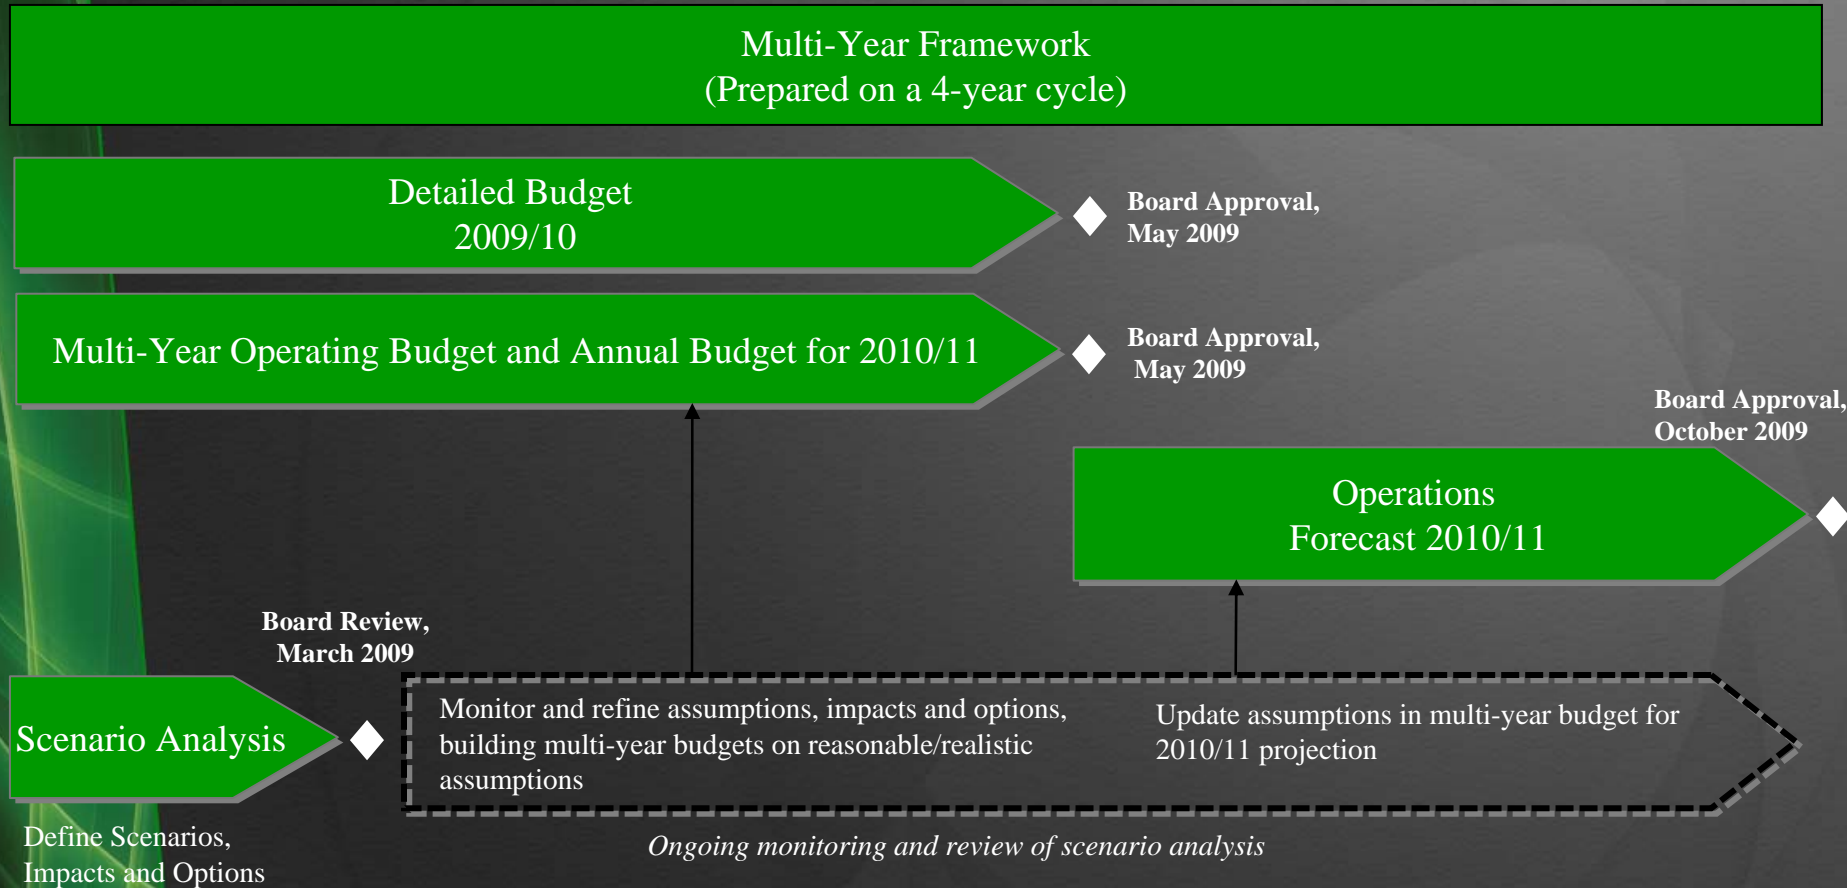 Multi-Year Framework
(Prepared on a 4-year cycle)
Detailed Budget
2009/10
Board Approval,
May 2009
Multi-Year Operating Budget and Annual Budget for 2010/11
Board Approval,
May 2009
Board Approval,
October 2009
Operations
Forecast 2010/11
Board Review,
March 2009
Scenario Analysis
Monitor and refine assumptions, impacts and options,
building multi-year budgets on reasonable/realistic
assumptions
Update assumptions in multi-year budget for
2010/11 projection
Define Scenarios,
Impacts and Options
Ongoing monitoring and review of scenario analysis